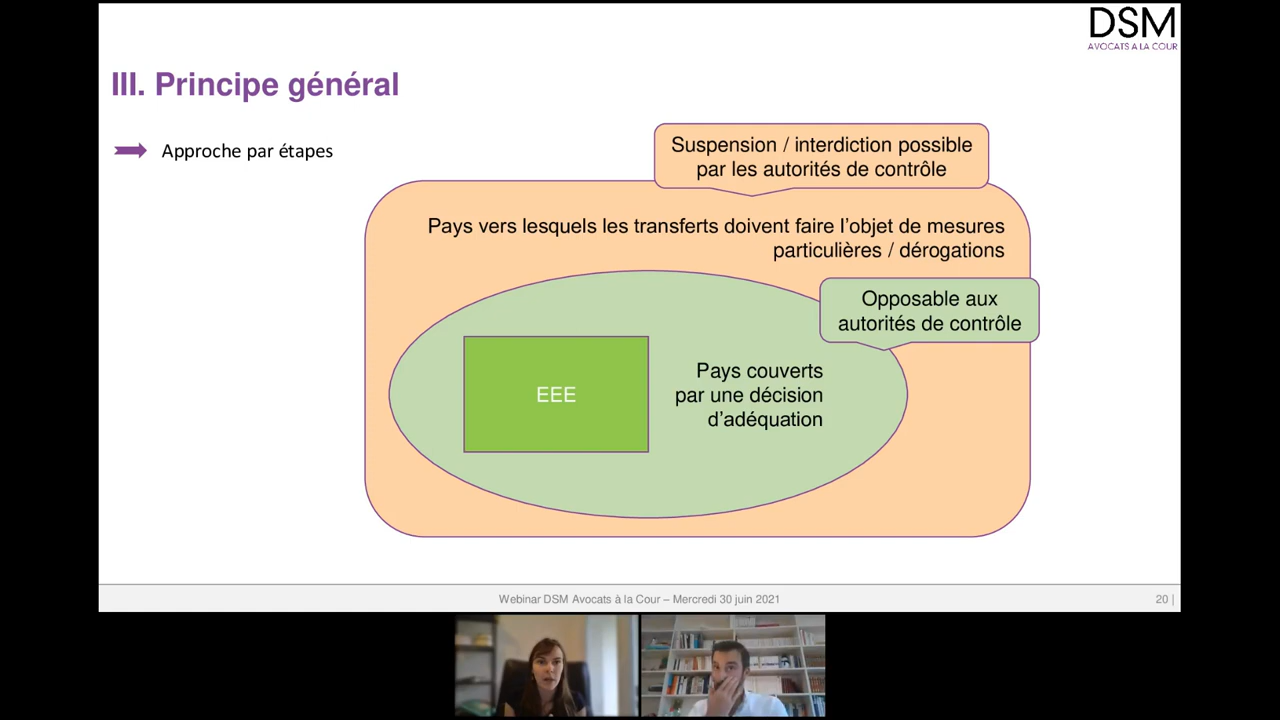 DSM
AVOCATS A LA COUR
III. Principe général
Approche par étapes
Suspension / interdiction possible
par les autorités de contrôle
Pays vers lesquels les transferts doivent faire l’objet de mesures
particulières / dérogations
Opposable aux
autorités de contrôle
EEE
Pays couverts
par une décision
d’adéquation
Webinar DSM Avocats à la Cour – Mercredi 30 juin 2021
20 |